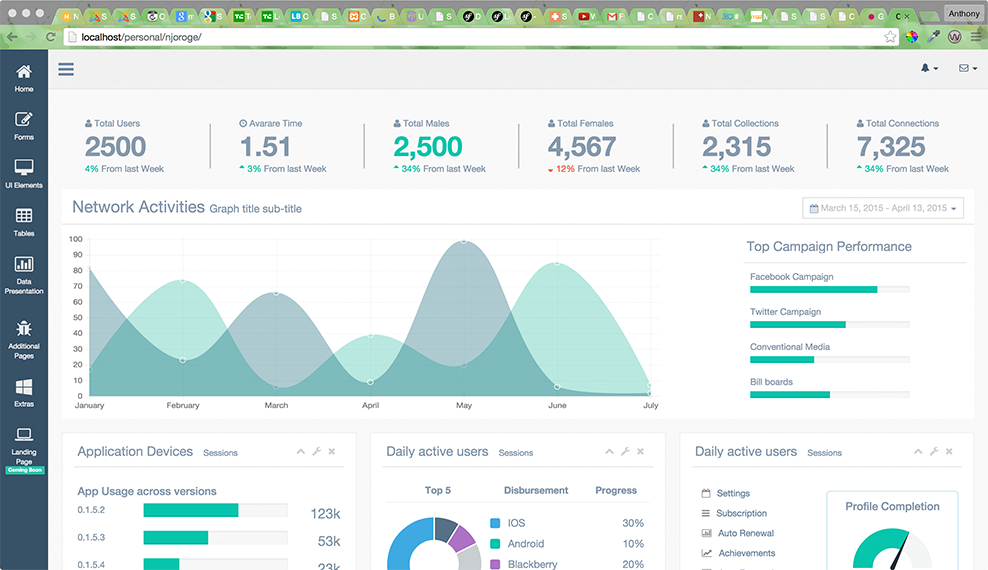 Anthony
localhost/personal/njoroge/
Home
Forms
UI Elements
Tables
Data
Presentation
Additional
Pages
Extras
Landing
Page
Coming Soon
Total Users
2500
4% From last Week
Avarare Time
1.51
3% From last Week
Total Males
2,500
34% From last Week
Total Females
4,567
12% From last Week
Total Collections
2,315
34% From last Week
Total Connections
7,325
34% From last Week
Network Activities Graph title sub-title
March 15, 2015 - April 13, 2015
100
90
80
70
60
50
40
30
20
10
0
January February March April May June July
Top Campaign Performance
Facebook Campaign
Twitter Campaign
Conventional Media
Bill boards
Application Devices Sessions
App Usage across versions
0.1.5.2 123k
0.1.5.3 53k
0.1.5.4 23k
Daily active users Sessions
Top 5 Disbursement Progress
IOS 30%
Android 10%
Blackberry 20%
Daily active users Sessions
Settings
Subscription
Auto Renewal
Achievements
Profile Completion